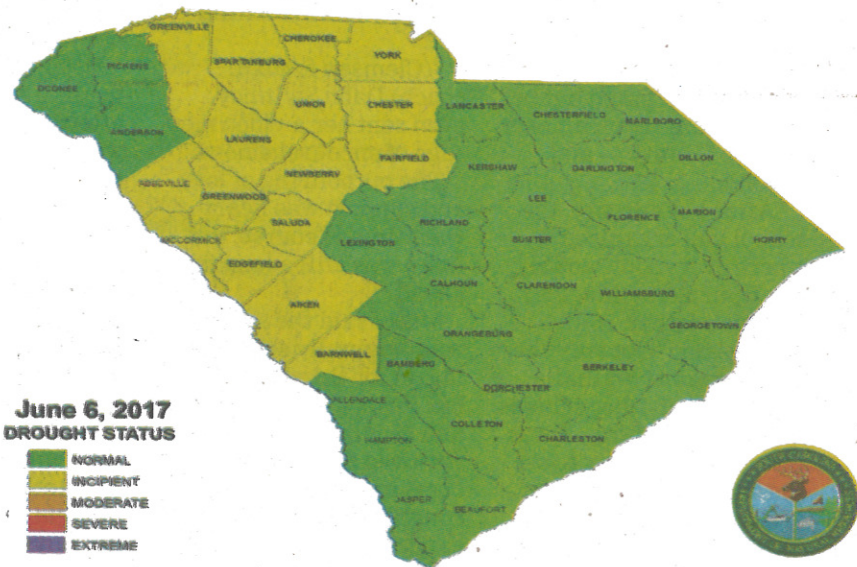 GREENVILLE
CHEROKEE
YORK
PICKENS
SPARTANBURG
OCONEE
UNION
CHESTER
LANCASTER
CHESTERFIELD
MARLBORO
ANDERSON
LAURENS
FAIRFIELD
DILLON
KERSHAW
DARLINGTON
NEWBERRY
ABBEVILLE
GREENWOOD
LEE
MARION
FLORENCE
SALUDA
RICHLAND
MCCORMICK
LEXINGTON
SUMTER
HORRY
EDGEFIELD
CALHOUN
CLARENDON
WILLIAMSBURG
AIKEN
GEORGETOWN
ORANGEBURG
BARNWELL
BAMBERG
BERKELEY
DORCHESTER
ALLENDALE
COLLETON
HAMPTON
CHARLESTON
JASPER
BEAUFORT
June 6, 2017
DROUGHT STATUS
NORMAL
INCIPIENT
MODERATE
SEVERE
EXTREME